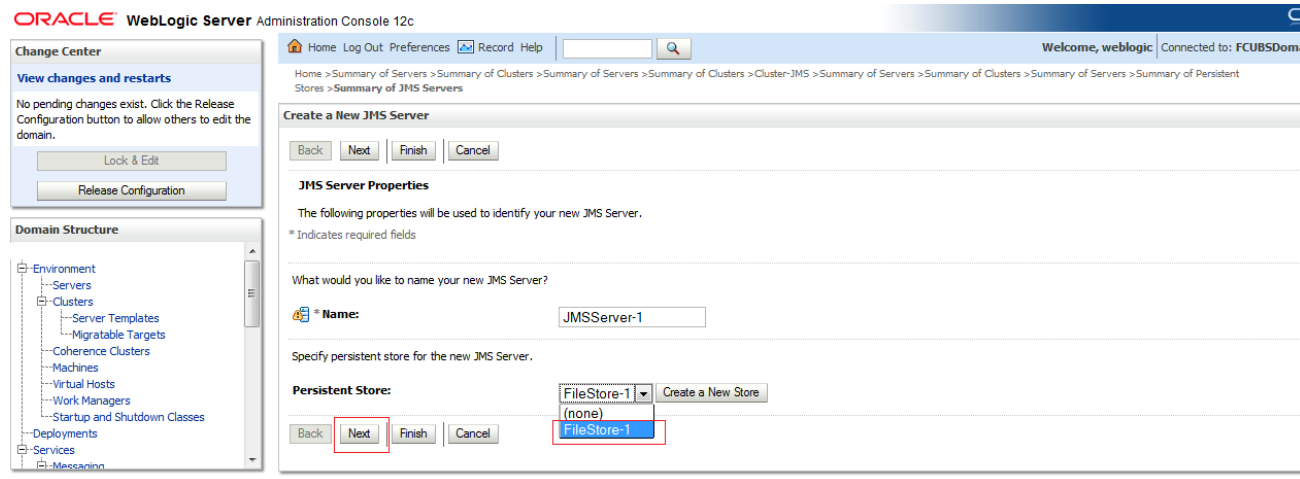 ORACLE WebLogic Server Administration Console 12c
Change Center
View changes and restarts
No pending changes exist. Click the Release
Configuration button to allow others to edit the
domain.
Lock & Edit
Release Configuration
Domain Structure
Environment
Servers
Clusters
Server Templates
Migratable Targets
Coherence Clusters
Machines
Virtual Hosts
Work Managers
Startup and Shutdown Classes
Deployments
Services
Messaging
Home Log Out Preferences Record Help
Welcome, weblogic Connected to: FCUBSDoma
Home >Summary of Servers >Summary of Clusters >Summary of Servers >Summary of Clusters >Cluster-JMS >Summary of Servers >Summary of Clusters >Summary of Servers >Summary of Persistent
Stores >Summary of JMS Servers
Create a New JMS Server
Back Next Finish Cancel
JMS Server Properties
The following properties will be used to identify your new JMS Server.
* Indicates required fields
What would you like to name your new JMS Server?
* Name: JMSServer-1
Specify persistent store for the new JMS Server.
Persistent Store: FileStore-1 Create a New Store
(none)
FileStore-1
Back Next Finish Cancel